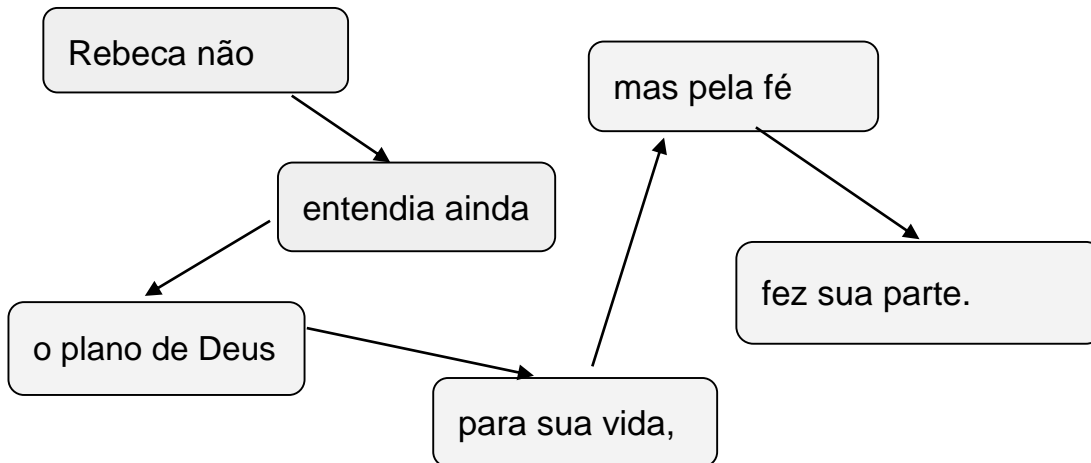 Rebeca não
entendia ainda
o plano de Deus
para sua vida,
mas pela fé
fez sua parte.